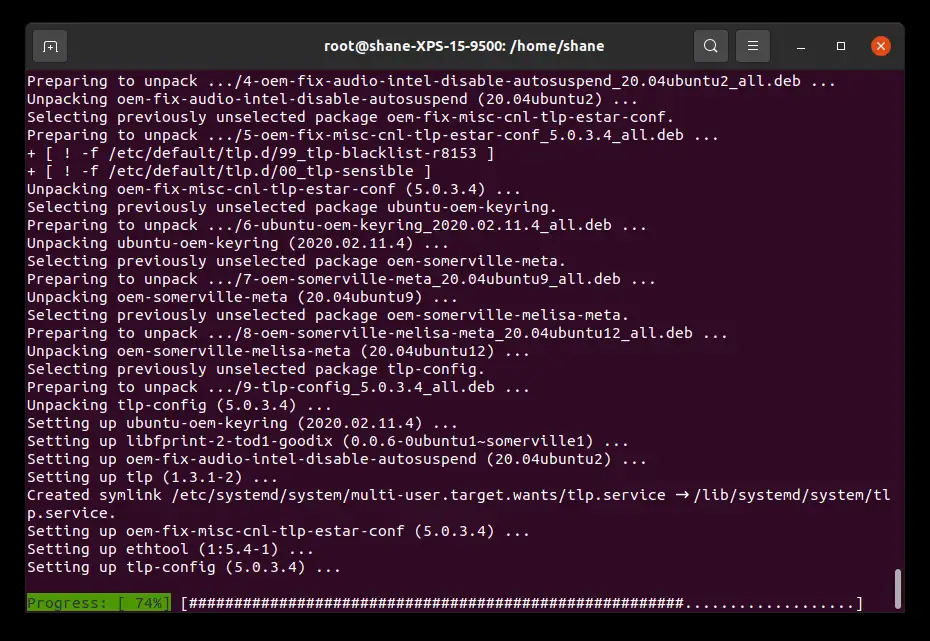 root@shane-XPS-15-9500: /home/shane
Preparing to unpack .../4-oem-fix-audio-intel-disable-autosuspend_20.04ubuntu2_all.deb ...
Unpacking oem-fix-audio-intel-disable-autosuspend (20.04ubuntu2) ...
Selecting previously unselected package oem-fix-misc-cnl-tlp-estar-conf.
Preparing to unpack .../5-oem-fix-misc-cnl-tlp-estar-conf_5.0.3.4_all.deb ...
+ [ ! -f /etc/default/tlp.d/99_tlp-blacklist-r8153 ]
+ [ ! -f /etc/default/tlp.d/00_tlp-sensible ]
Unpacking oem-fix-misc-cnl-tlp-estar-conf (5.0.3.4) ...
Selecting previously unselected package ubuntu-oem-keyring.
Preparing to unpack .../6-ubuntu-oem-keyring_2020.02.11.4_all.deb ...
Unpacking ubuntu-oem-keyring (2020.02.11.4) ...
Selecting previously unselected package oem-somerville-meta.
Preparing to unpack .../7-oem-somerville-meta_20.04ubuntu9_all.deb ...
Unpacking oem-somerville-meta (20.04ubuntu9) ...
Selecting previously unselected package oem-somerville-melisa-meta.
Preparing to unpack .../8-oem-somerville-melisa-meta_20.04ubuntu12_all.deb ...
Unpacking oem-somerville-melisa-meta (20.04ubuntu12) ...
Selecting previously unselected package tlp-config.
Preparing to unpack .../9-tlp-config_5.0.3.4_all.deb ...
Unpacking tlp-config (5.0.3.4) ...
Setting up ubuntu-oem-keyring (2020.02.11.4) ...
Setting up libfprint-2-tod1-goodix (0.0.6-0ubuntu1~somerville1) ...
Setting up oem-fix-audio-intel-disable-autosuspend (20.04ubuntu2) ...
Setting up tlp (1.3.1-2) ...
Created symlink /etc/systemd/system/multi-user.target.wants/tlp.service → /lib/systemd/system/tl
p.service.
Setting up oem-fix-misc-cnl-tlp-estar-conf (5.0.3.4) ...
Setting up ethtool (1:5.4-1) ...
Setting up tlp-config (5.0.3.4) ...
Progress: [ 74%] [#######################################################...................]